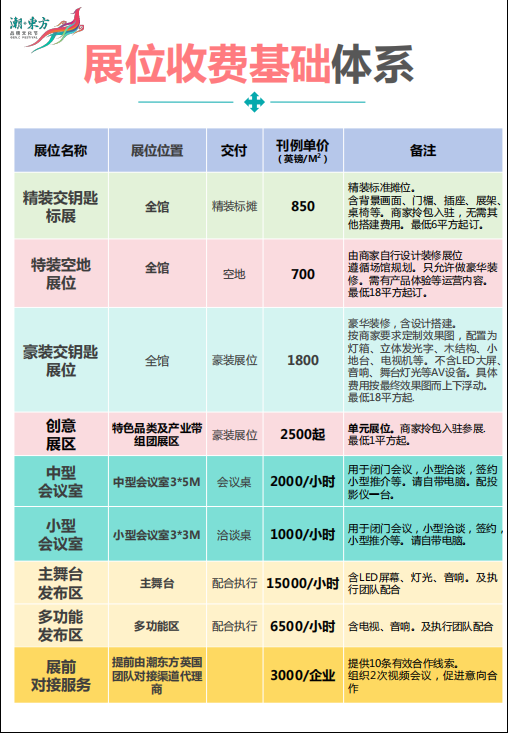 潮·東方
品牌文化节
展位收费基础体系
展位名称
展位位置
交付
刊例单价
（英镑/M²）
备注
精装交钥匙
标展
全馆
精装标摊
850
精装标准摊位。
含背景画面、门楣、插座、展架、
桌椅等。商家拎包入驻，无需其
他搭建费用。最低6平方起订。
特装空地
展位
全馆
空地
700
由商家自行设计装修展位
遵循场馆规划。只允许做豪华装
修。需有产品体验等运营内容。
最低18平方起订。
豪装交钥匙
展位
全馆
豪装展位
1800
豪华装修，含设计搭建。
按商家要求定制效果图，配置为
灯箱、立体发光字、木结构、小
地台、电视机等。不含LED大屏、
音响、舞台灯光等AV设备。具体
费用按最终效果图而上下浮动。
最低18平方起.
创意
展区
特色品类及产业带
组团展区
豪装展位
2500起
单元展位。商家拎包入驻参展.
最低1平方起。
中型
会议室
中型会议室3*5M
会议桌
2000/小时
用于闭门会议，小型洽谈，签约
小型推介等。请自带电脑。配投
影仪一台。
小型
会议室
小型会议室3*3M
洽谈桌
1000/小时
用于闭门会议，小型洽谈，签约，
小型推介等。请自带电脑。
主舞台
发布区
主舞台
配合执行
15000/小时
含LED屏幕、灯光、音响。及执
行团队配合
多功能
发布区
多功能区
配合执行
6500/小时
含电视、音响。及执行团队配合
展前
对接服务
提前由潮东方英国
团队对接渠道代理
商
3000/企业
提供10条有效合作线索。
组织2次视频会议，促进意向合
作